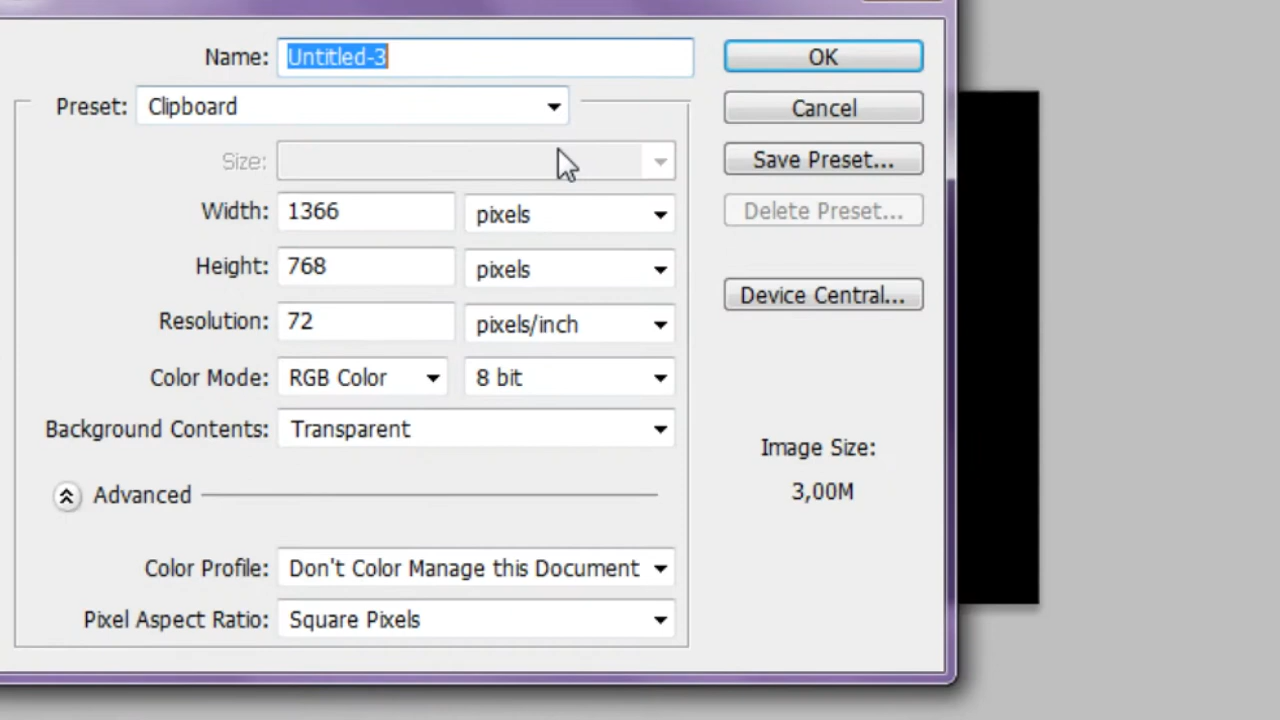 Name: Untitled-3
OK
Preset: Clipboard
Cancel
Size:
Save Preset...
Width: 1366 pixels
Delete Preset...
Height: 768 pixels
Device Central...
Resolution: 72 pixels/inch
Color Mode: RGB Color 8 bit
Background Contents: Transparent
Image Size:
3,00M
Advanced
Color Profile: Don't Color Manage this Document
Pixel Aspect Ratio: Square Pixels